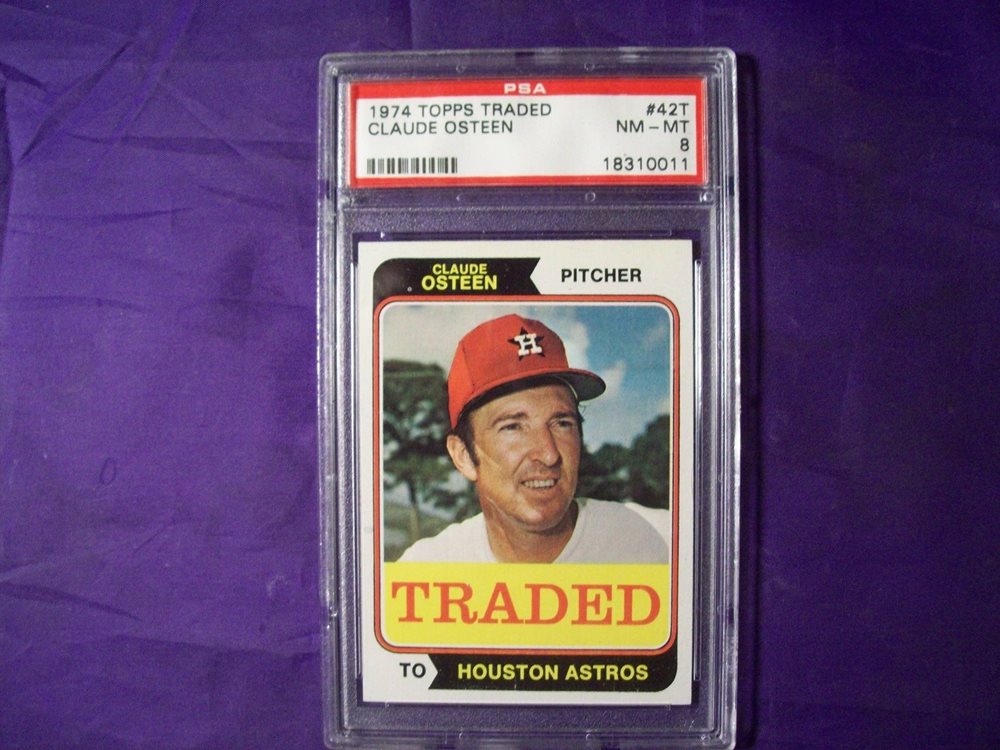 PSA
1974 TOPPS TRADED #42T
CLAUDE OSTEEN NM - MT
8
18310011
CLAUDE
OSTEEN
PITCHER
H
TRADED
TO HOUSTON ASTROS